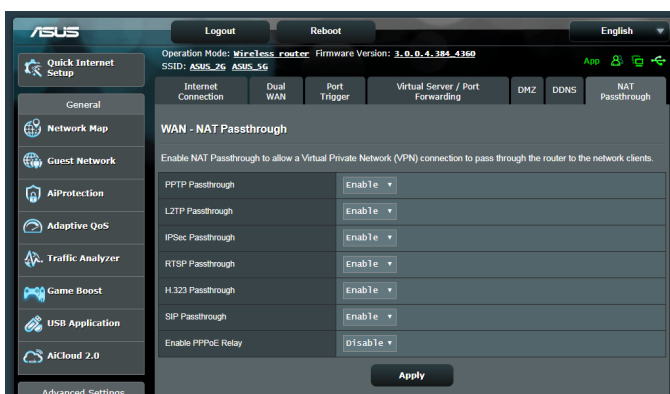 ASUS
Logout
Reboot
English
Quick Internet
Setup
Operation Mode: Wireless router Firmware Version: 3.0.0.4.384_4360
SSID: ASUS_2G ASUS_5G
App
General
Internet
Connection
Dual
WAN
Port
Trigger
Virtual Server / Port
Forwarding
DMZ
DDNS
NAT
Passthrough
Network Map
Guest Network
AiProtection
Adaptive QoS
Traffic Analyzer
Game Boost
USB Application
AiCloud 2.0
Advanced Settings
WAN - NAT Passthrough
Enable NAT Passthrough to allow a Virtual Private Network (VPN) connection to pass through the router to the network clients.
PPTP Passthrough Enable
L2TP Passthrough Enable
IPSec Passthrough Enable
RTSP Passthrough Enable
H.323 Passthrough Enable
SIP Passthrough Enable
Enable PPPoE Relay Disable
Apply